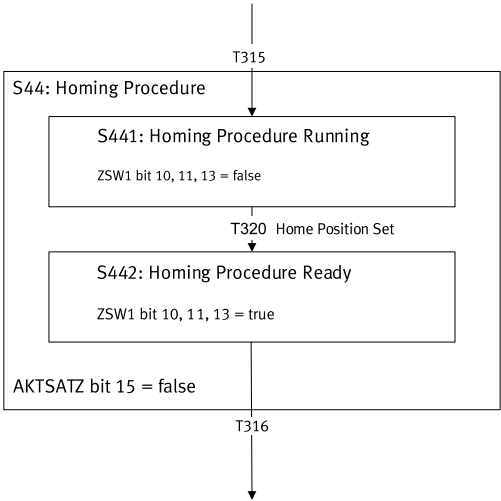 T315
S44: Homing Procedure
S441: Homing Procedure Running
ZSW1 bit 10, 11, 13 = false
T320 Home Position Set
S442: Homing Procedure Ready
ZSW1 bit 10, 11, 13 = true
AKTSATZ bit 15 = false
T316